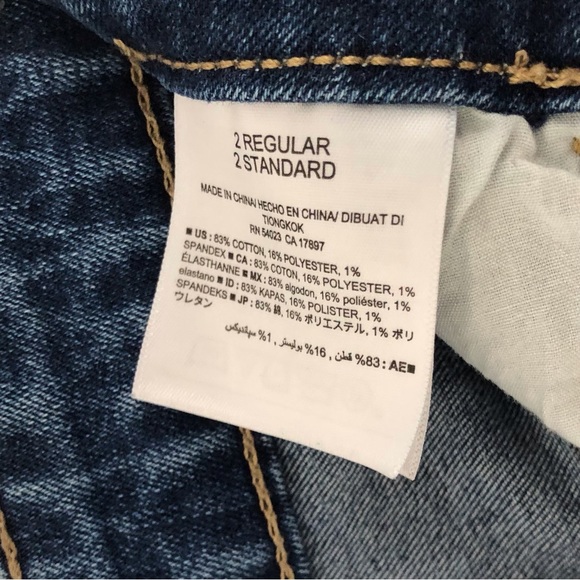 2 REGULAR
2 STANDARD
MADE IN CHINA/ HECHO EN CHINA/ DIBUAT DI
TIONGKOK
RN 54023 CA 17897
■ US : 83% COTTON, 16% POLYESTER, 1%
SPANDEX ■ CA : 83% COTON, 16% POLYESTER, 1%
ÉLASTHANNE ■ MX : 83% algodon, 16% poliéster, 1%
elastano ■ ID : 83% KAPAS, 16% POLISTER, 1%
SPANDEKS ■ JP : 83% 綿, 16% ポリエステル, 1% ポリ
ウレタン
■AE : 83% قطن , 16% بوليستر , 1% سپانديكس